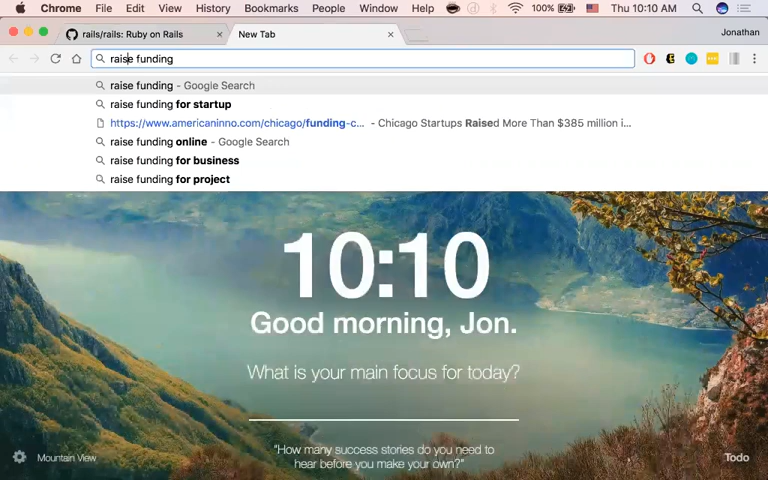 Chrome File Edit View History Bookmarks People Window Help 100% Thu 10:10 AM
rails/rails: Ruby on Rails × New Tab × Jonathan
raise funding
raise funding - Google Search
raise funding for startup
https://www.americaninno.com/chicago/funding-c... - Chicago Startups Raised More Than $385 million i...
raise funding online - Google Search
raise funding for business
raise funding for project
10:10
Good morning, Jon.
What is your main focus for today?
"How many success stories do you need to
hear before you make your own?"
Mountain View
Todo